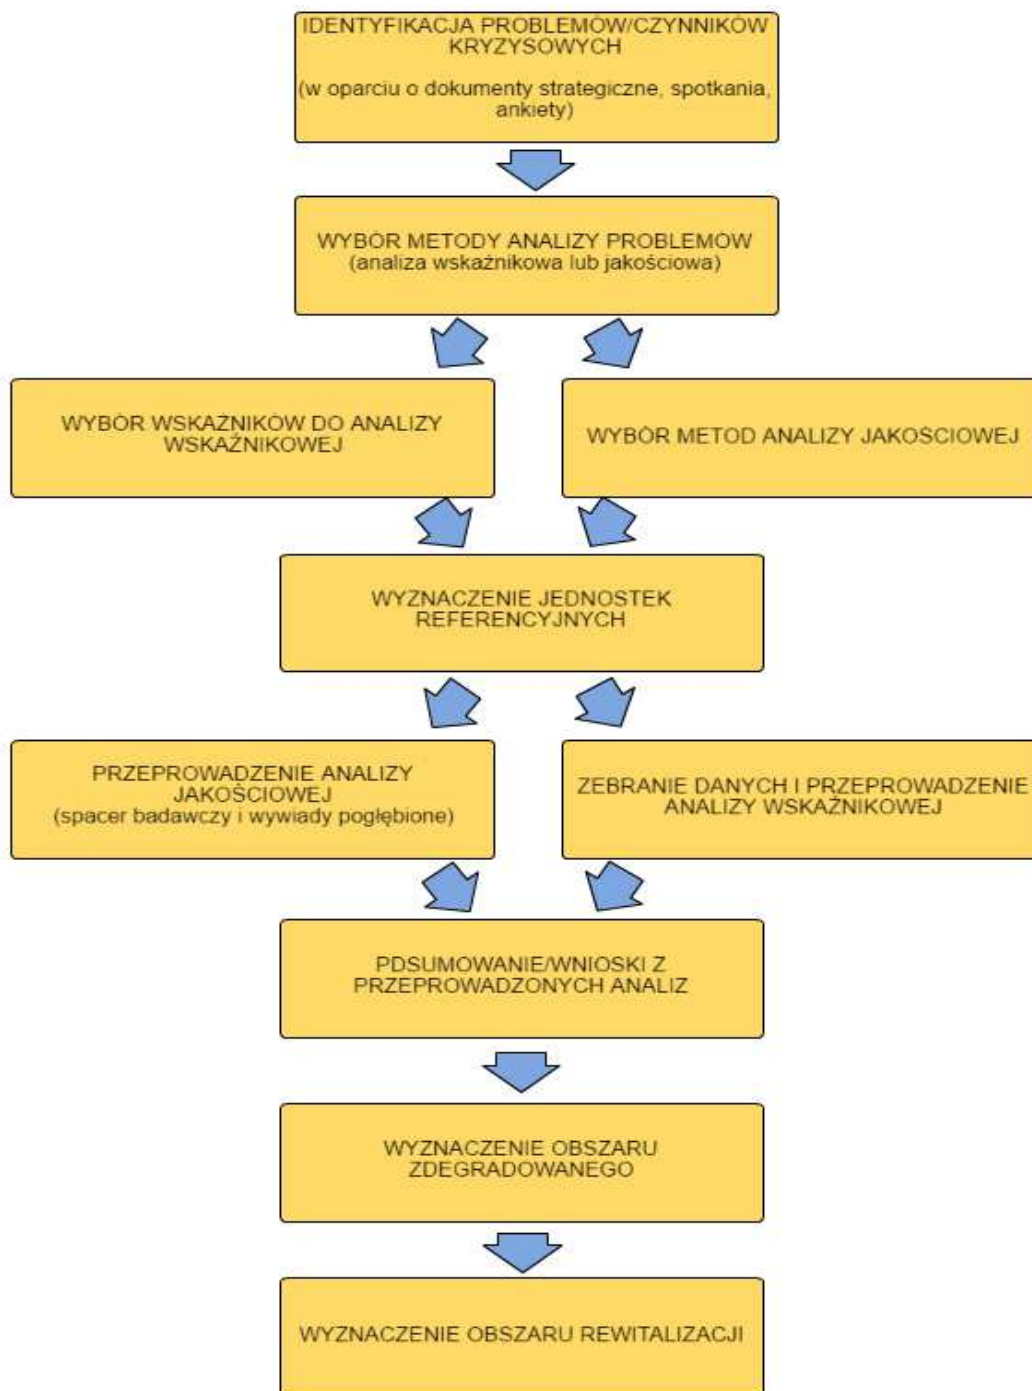 IDENTYFIKACJA PROBLEMÓW/CZYNNIKÓW
KRYZYSOWYCH
(w oparciu o dokumenty strategiczne, spotkania,
ankiety)
WYBÓR METODY ANALIZY PROBLEMÓW
(analiza wskaźnikowa lub jakościowa)
WYBÓR WSKAŹNIKÓW DO ANALIZY
WSKAŹNIKOWEJ
WYBÓR METOD ANALIZY JAKOŚCIOWEJ
WYZNACZENIE JEDNOSTEK
REFERENCYJNYCH
PRZEPROWADZENIE ANALIZY
JAKOŚCIOWEJ
(spacer badawczy i wywiady pogłębione)
ZEBRANIE DANYCH I PRZEPROWADZENIE
ANALIZY WSKAŹNIKOWEJ
PDSUMOWANIE/WNIOSKI Z
PRZEPROWADZONYCH ANALIZ
WYZNACZENIE OBSZARU
ZDEGRADOWANEGO
WYZNACZENIE OBSZARU REWITALIZACJI